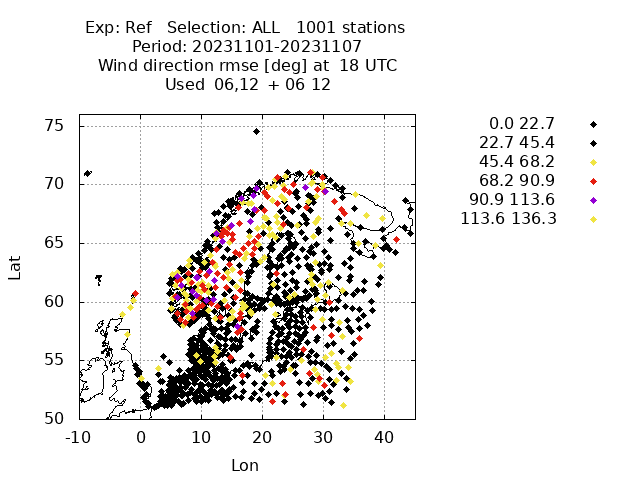 Exp: Ref   Selection: ALL   1001 stations
Period: 20231101-20231107
Wind direction rmse [deg] at  18 UTC
Used  06,12  + 06 12
0.0 22.7
22.7 45.4
45.4 68.2
68.2 90.9
90.9 113.6
113.6 136.3
75
70
65
60
55
50
Lat
-10 0 10 20 30 40
Lon